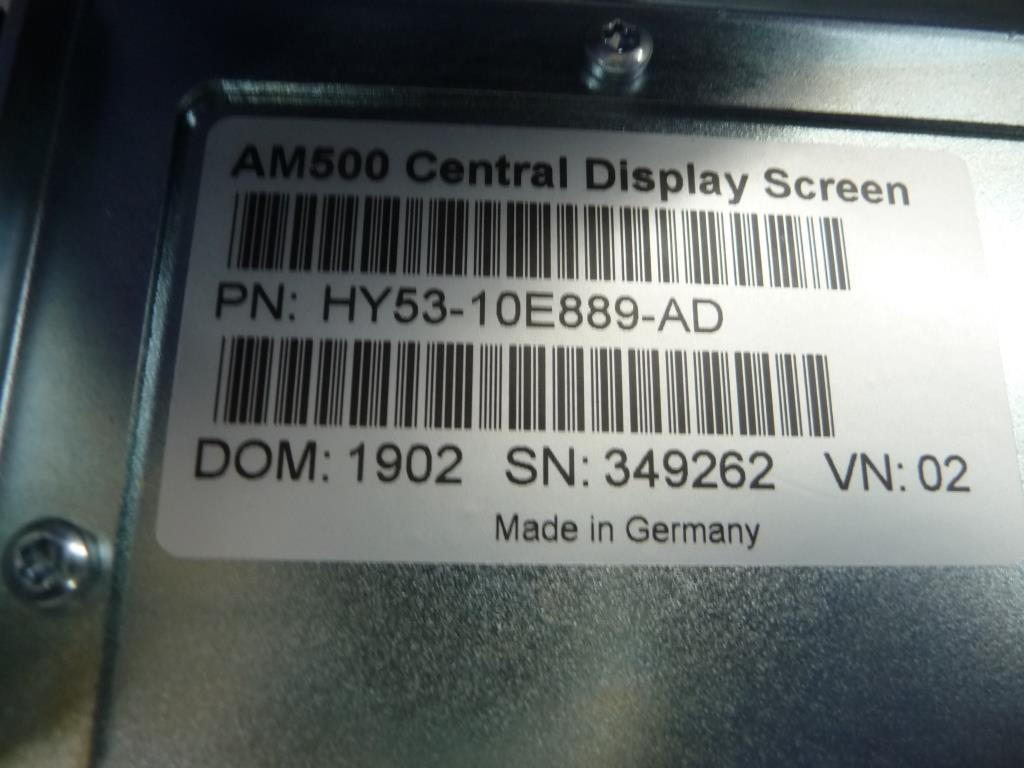 AM500 Central Display Screen
PN: HY53-10E889-AD
DOM: 1902 SN: 349262 VN: 02
Made in Germany